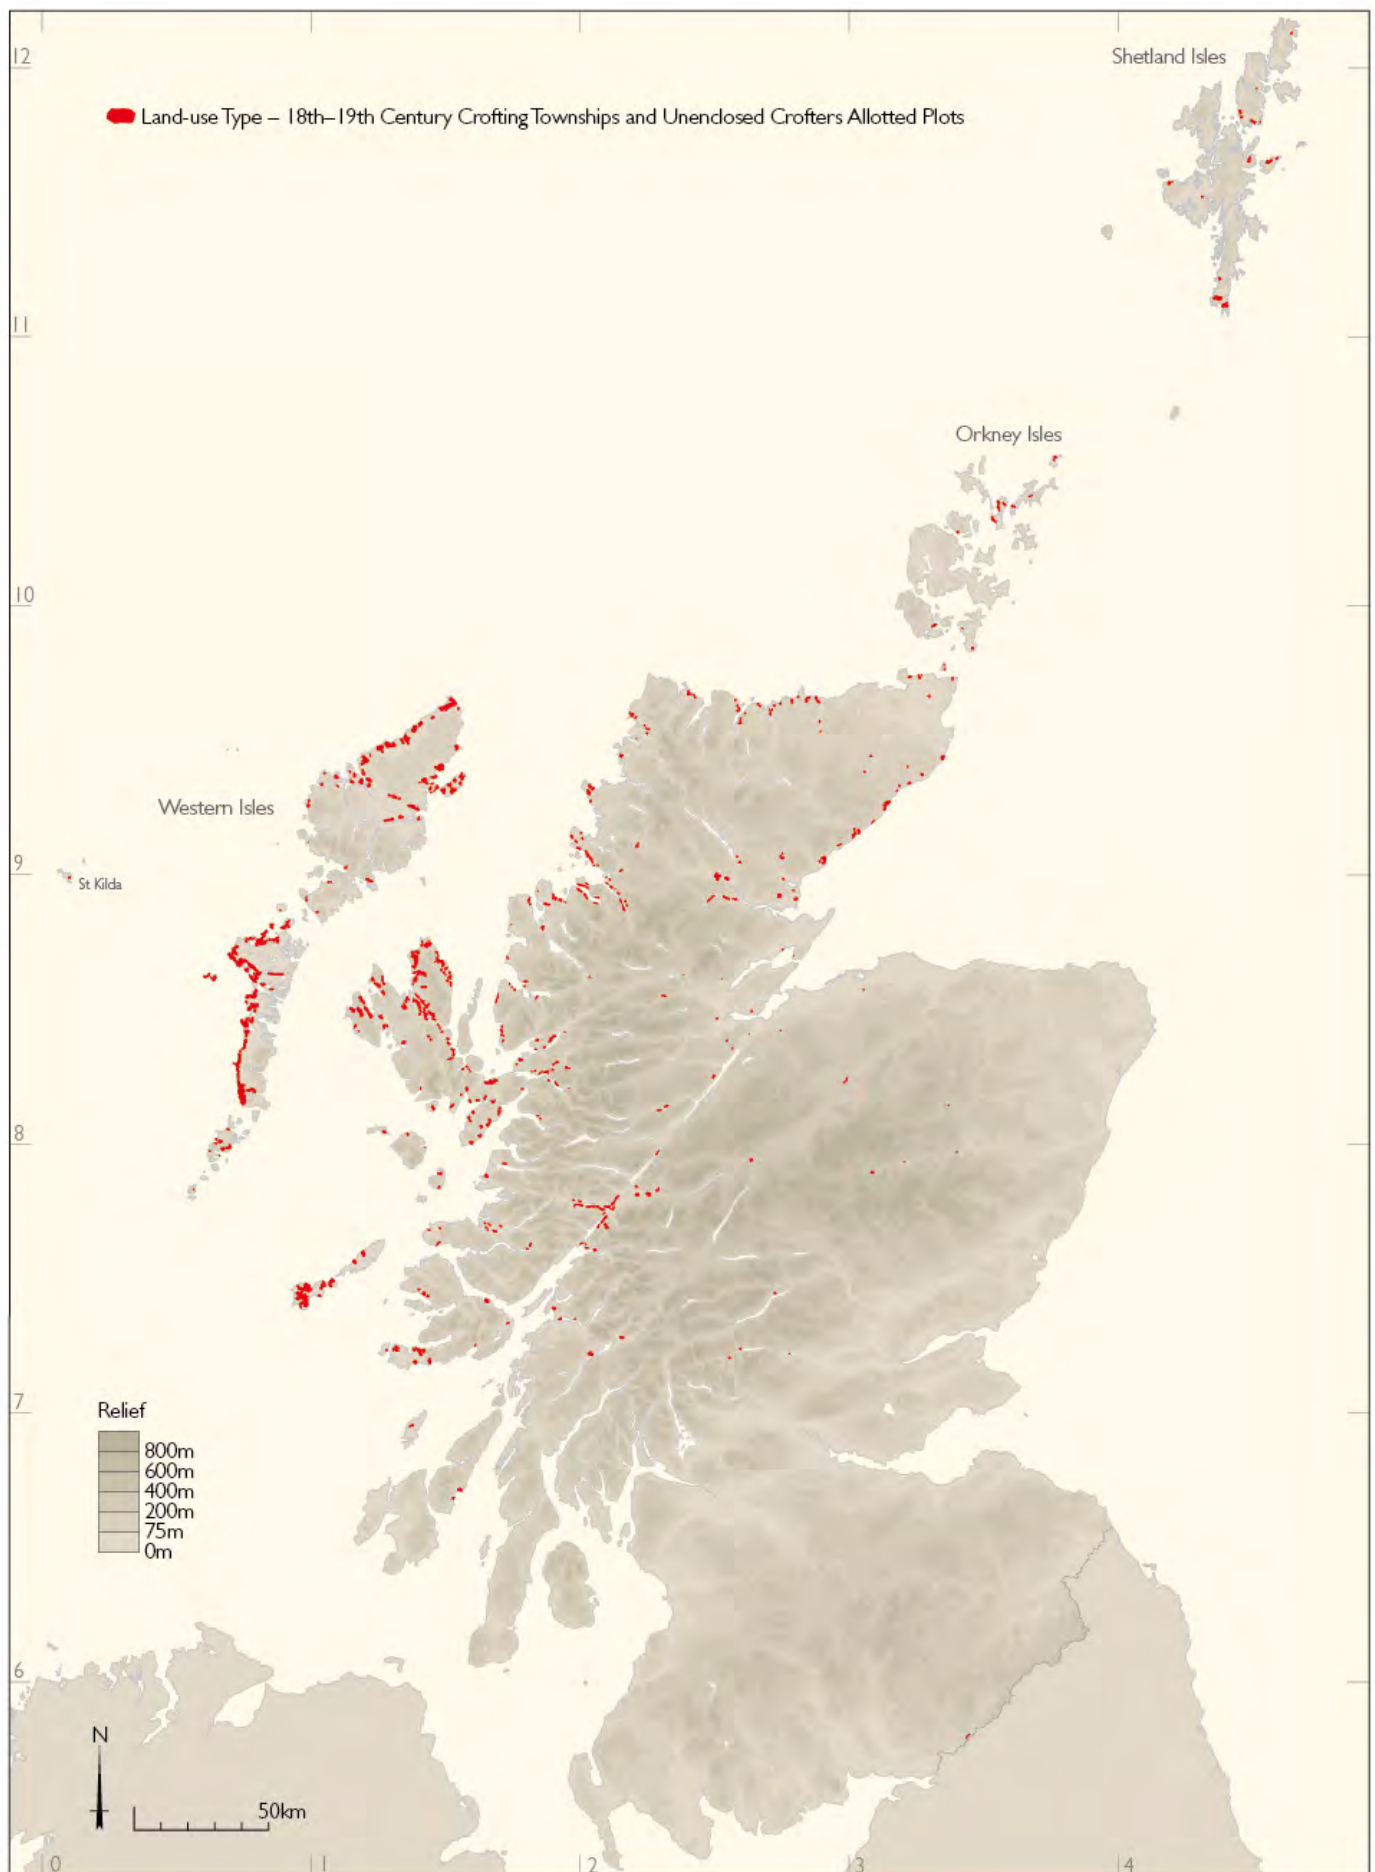 12
Shetland Isles
Land-use Type – 18th–19th Century Crofting Townships and Unenclosed Crofters Allotted Plots
11
Orkney Isles
10
Western Isles
9
St Kilda
8
7
Relief
800m
600m
400m
200m
75m
0m
6
N
50km
0
1
2
3
4